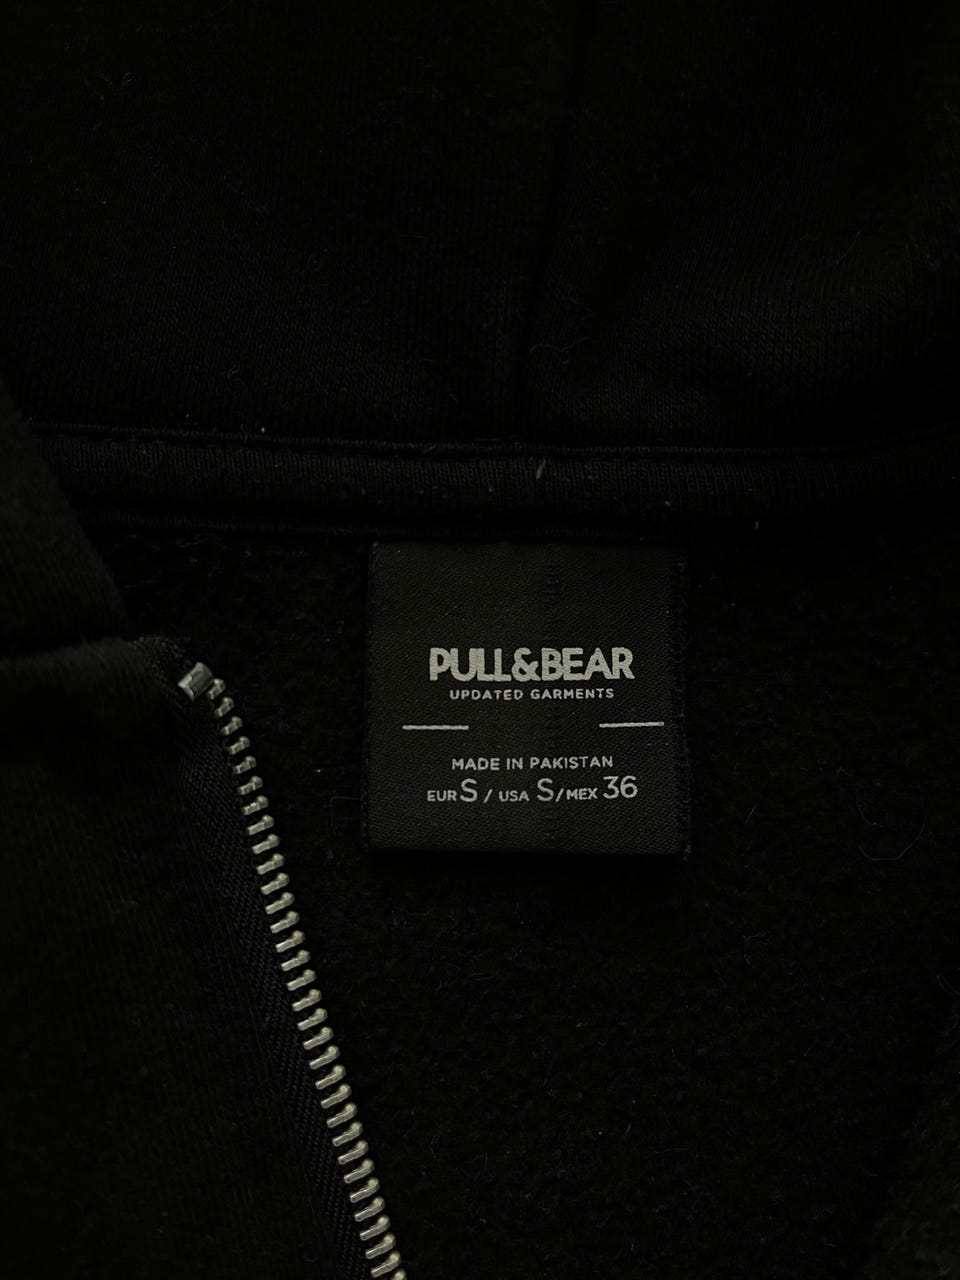 PULL&BEAR
UPDATED GARMENTS
MADE IN PAKISTAN
EUR S / USA S/MEX 36